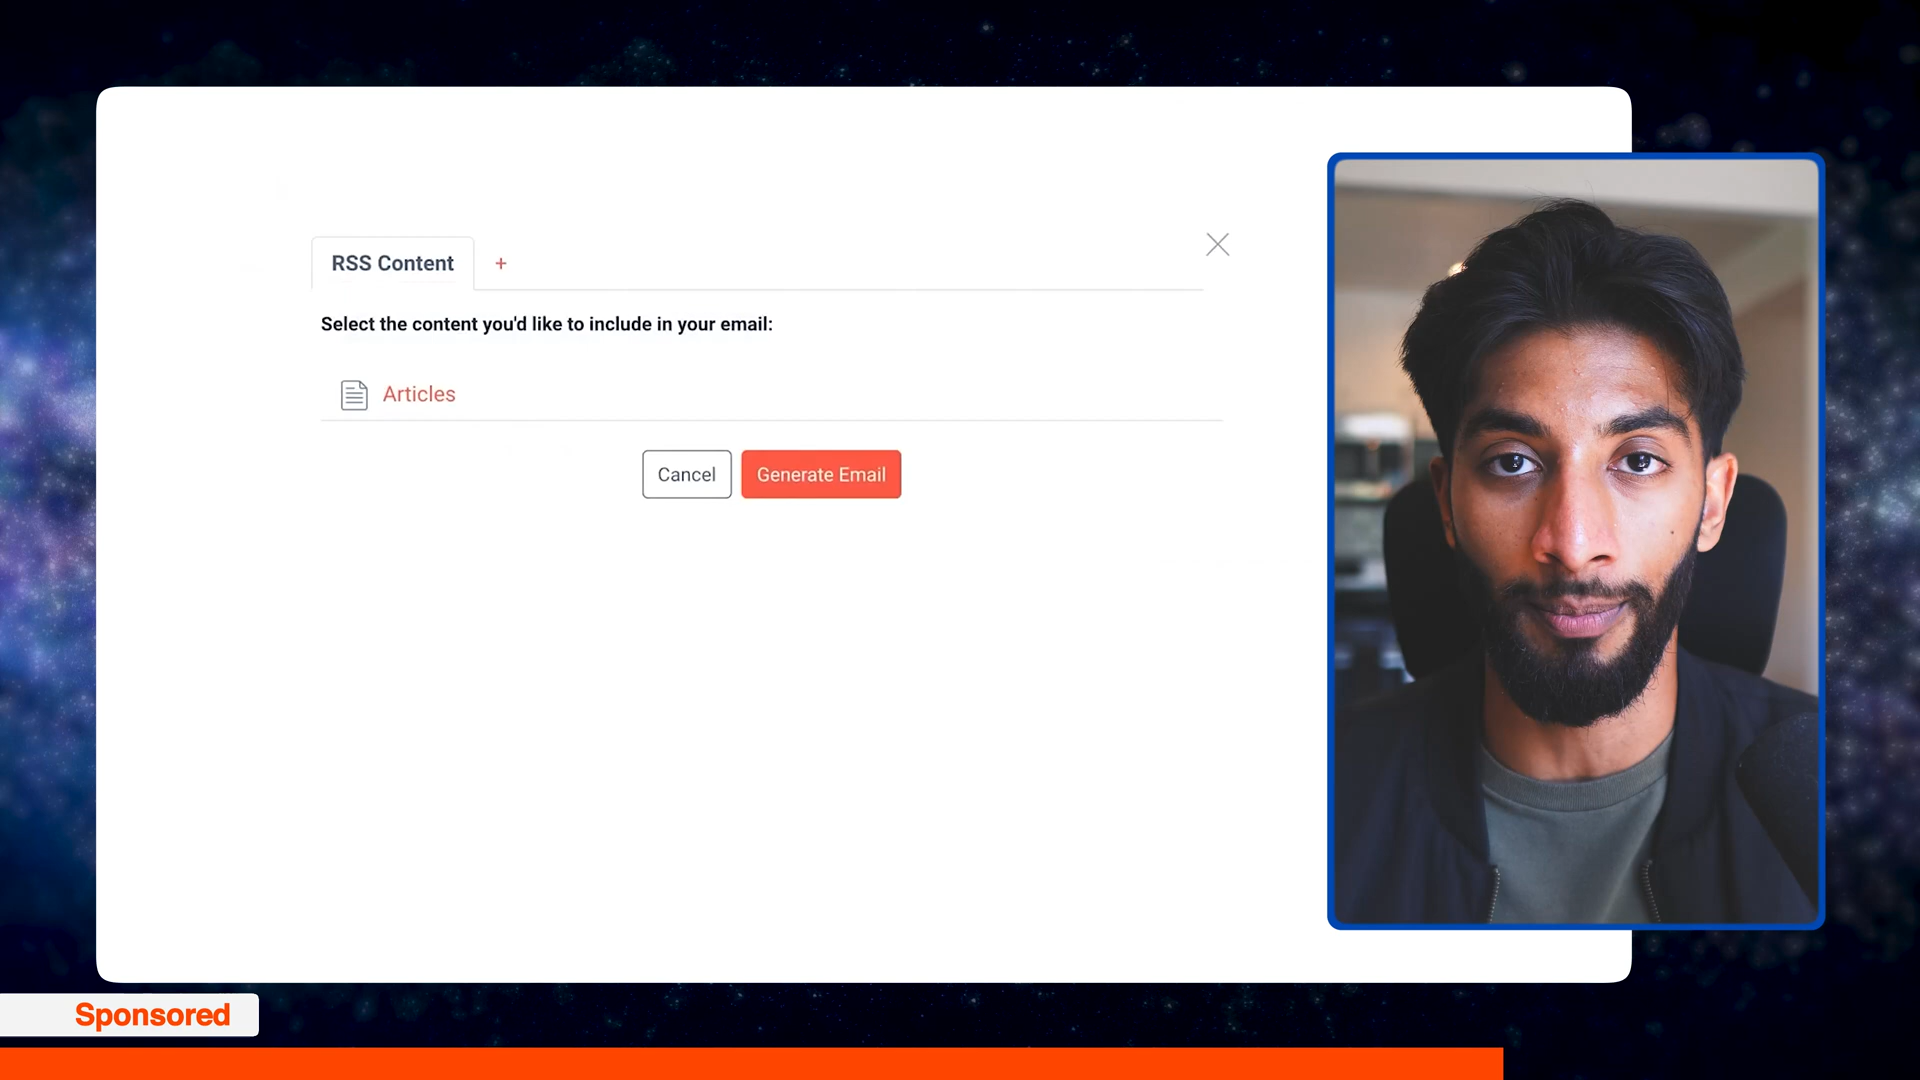 RSS Content +
Select the content you'd like to include in your email:
Articles
Cancel Generate Email
Sponsored